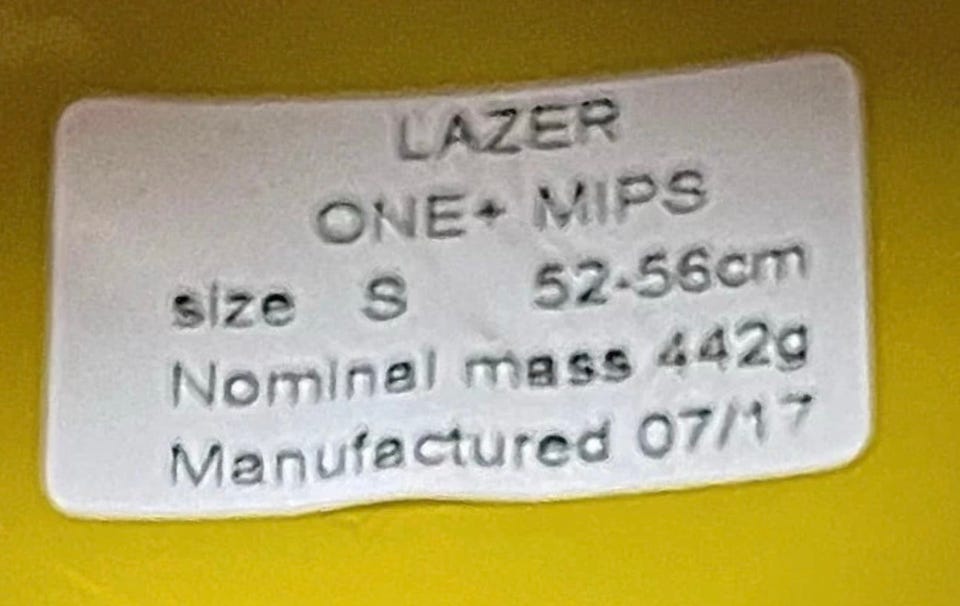 LAZER
ONE+ MIPS
size S 52-56cm
Nominal mass 442g
Manufactured 07/17